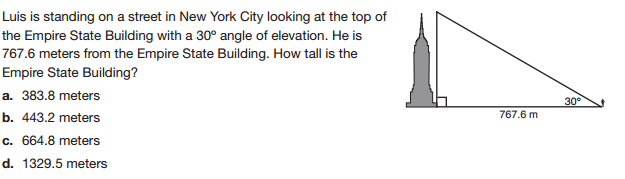 Luis is standing on a street in New York City looking at the top of
the Empire State Building with a 30° angle of elevation. He is
767.6 meters from the Empire State Building. How tall is the
Empire State Building?
a. 383.8 meters
b. 443.2 meters
c. 664.8 meters
d. 1329.5 meters
30°
767.6 m